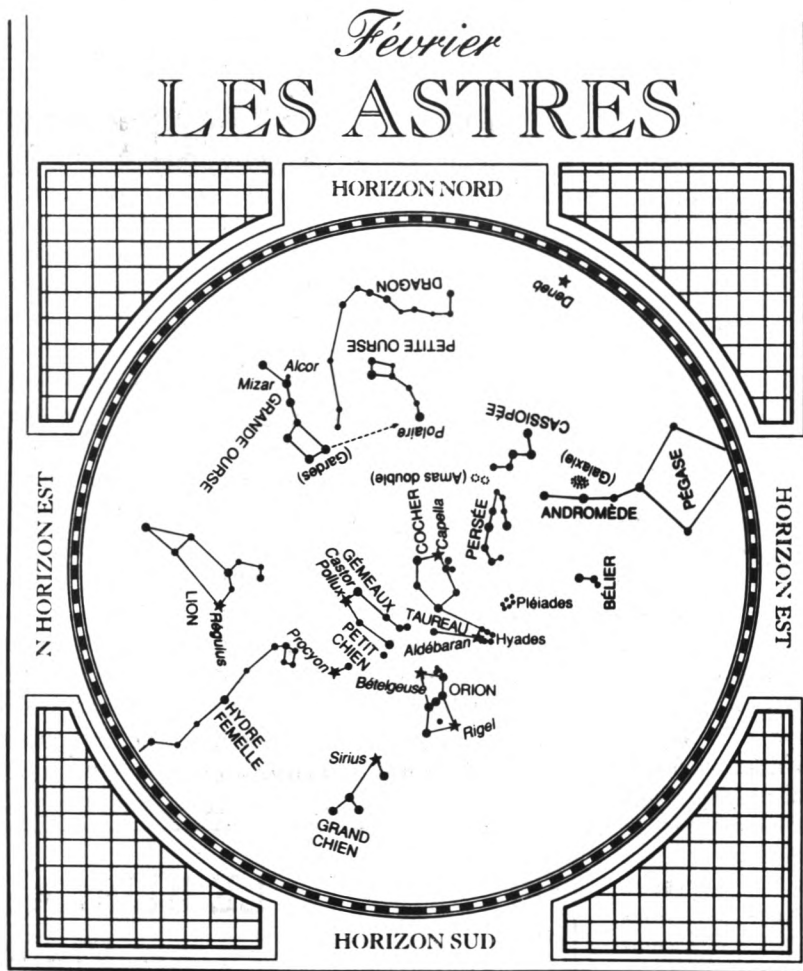 Février
LES ASTRES
HORIZON NORD
DRAGON
Deneb
PETITE OURSE
Alcor
Mizar
GRANDE OURSE
(Gardes)
Polaire
CASSIOPÉE
(Galaxie)
PÉGASE
(Amas double)
ANDROMÈDE
N HORIZON EST
HORIZON EST
COCHER
Capella
PERSÉE
GÉMEAUX
Castor
Pollux
LION
Régulus
BÉLIER
Pléiades
TAUREAU
Hyades
Aldébaran
PETIT
CHIEN
Procyon
Bételgeuse
ORION
Rigel
HYDRE
FEMELLE
Sirius
GRAND
CHIEN
HORIZON SUD